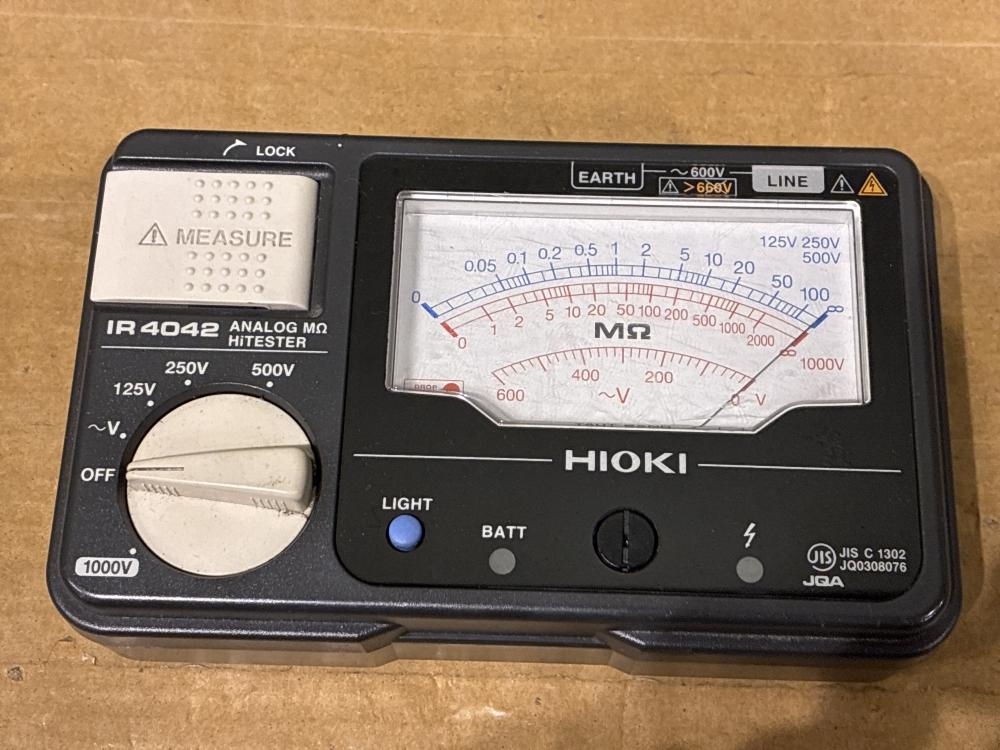 LOCK
⚠ MEASURE
IR 4042 ANALOG MΩ
HiTESTER
EARTH
～600V
⚠ >660V
LINE
125V 250V
500V
0 0.05 0.1 0.2 0.5 1 2 5 10 20 50 100 ∞
0 1 2 5 10 20 50 100 200 500 1000 2000 ∞
MΩ
1000V
600 400 200 0 V
～V
HIOKI
500V
250V
125V
～V
OFF
1000V
LIGHT
BATT
JIS
JIS C 1302
JQ0308076
JQA